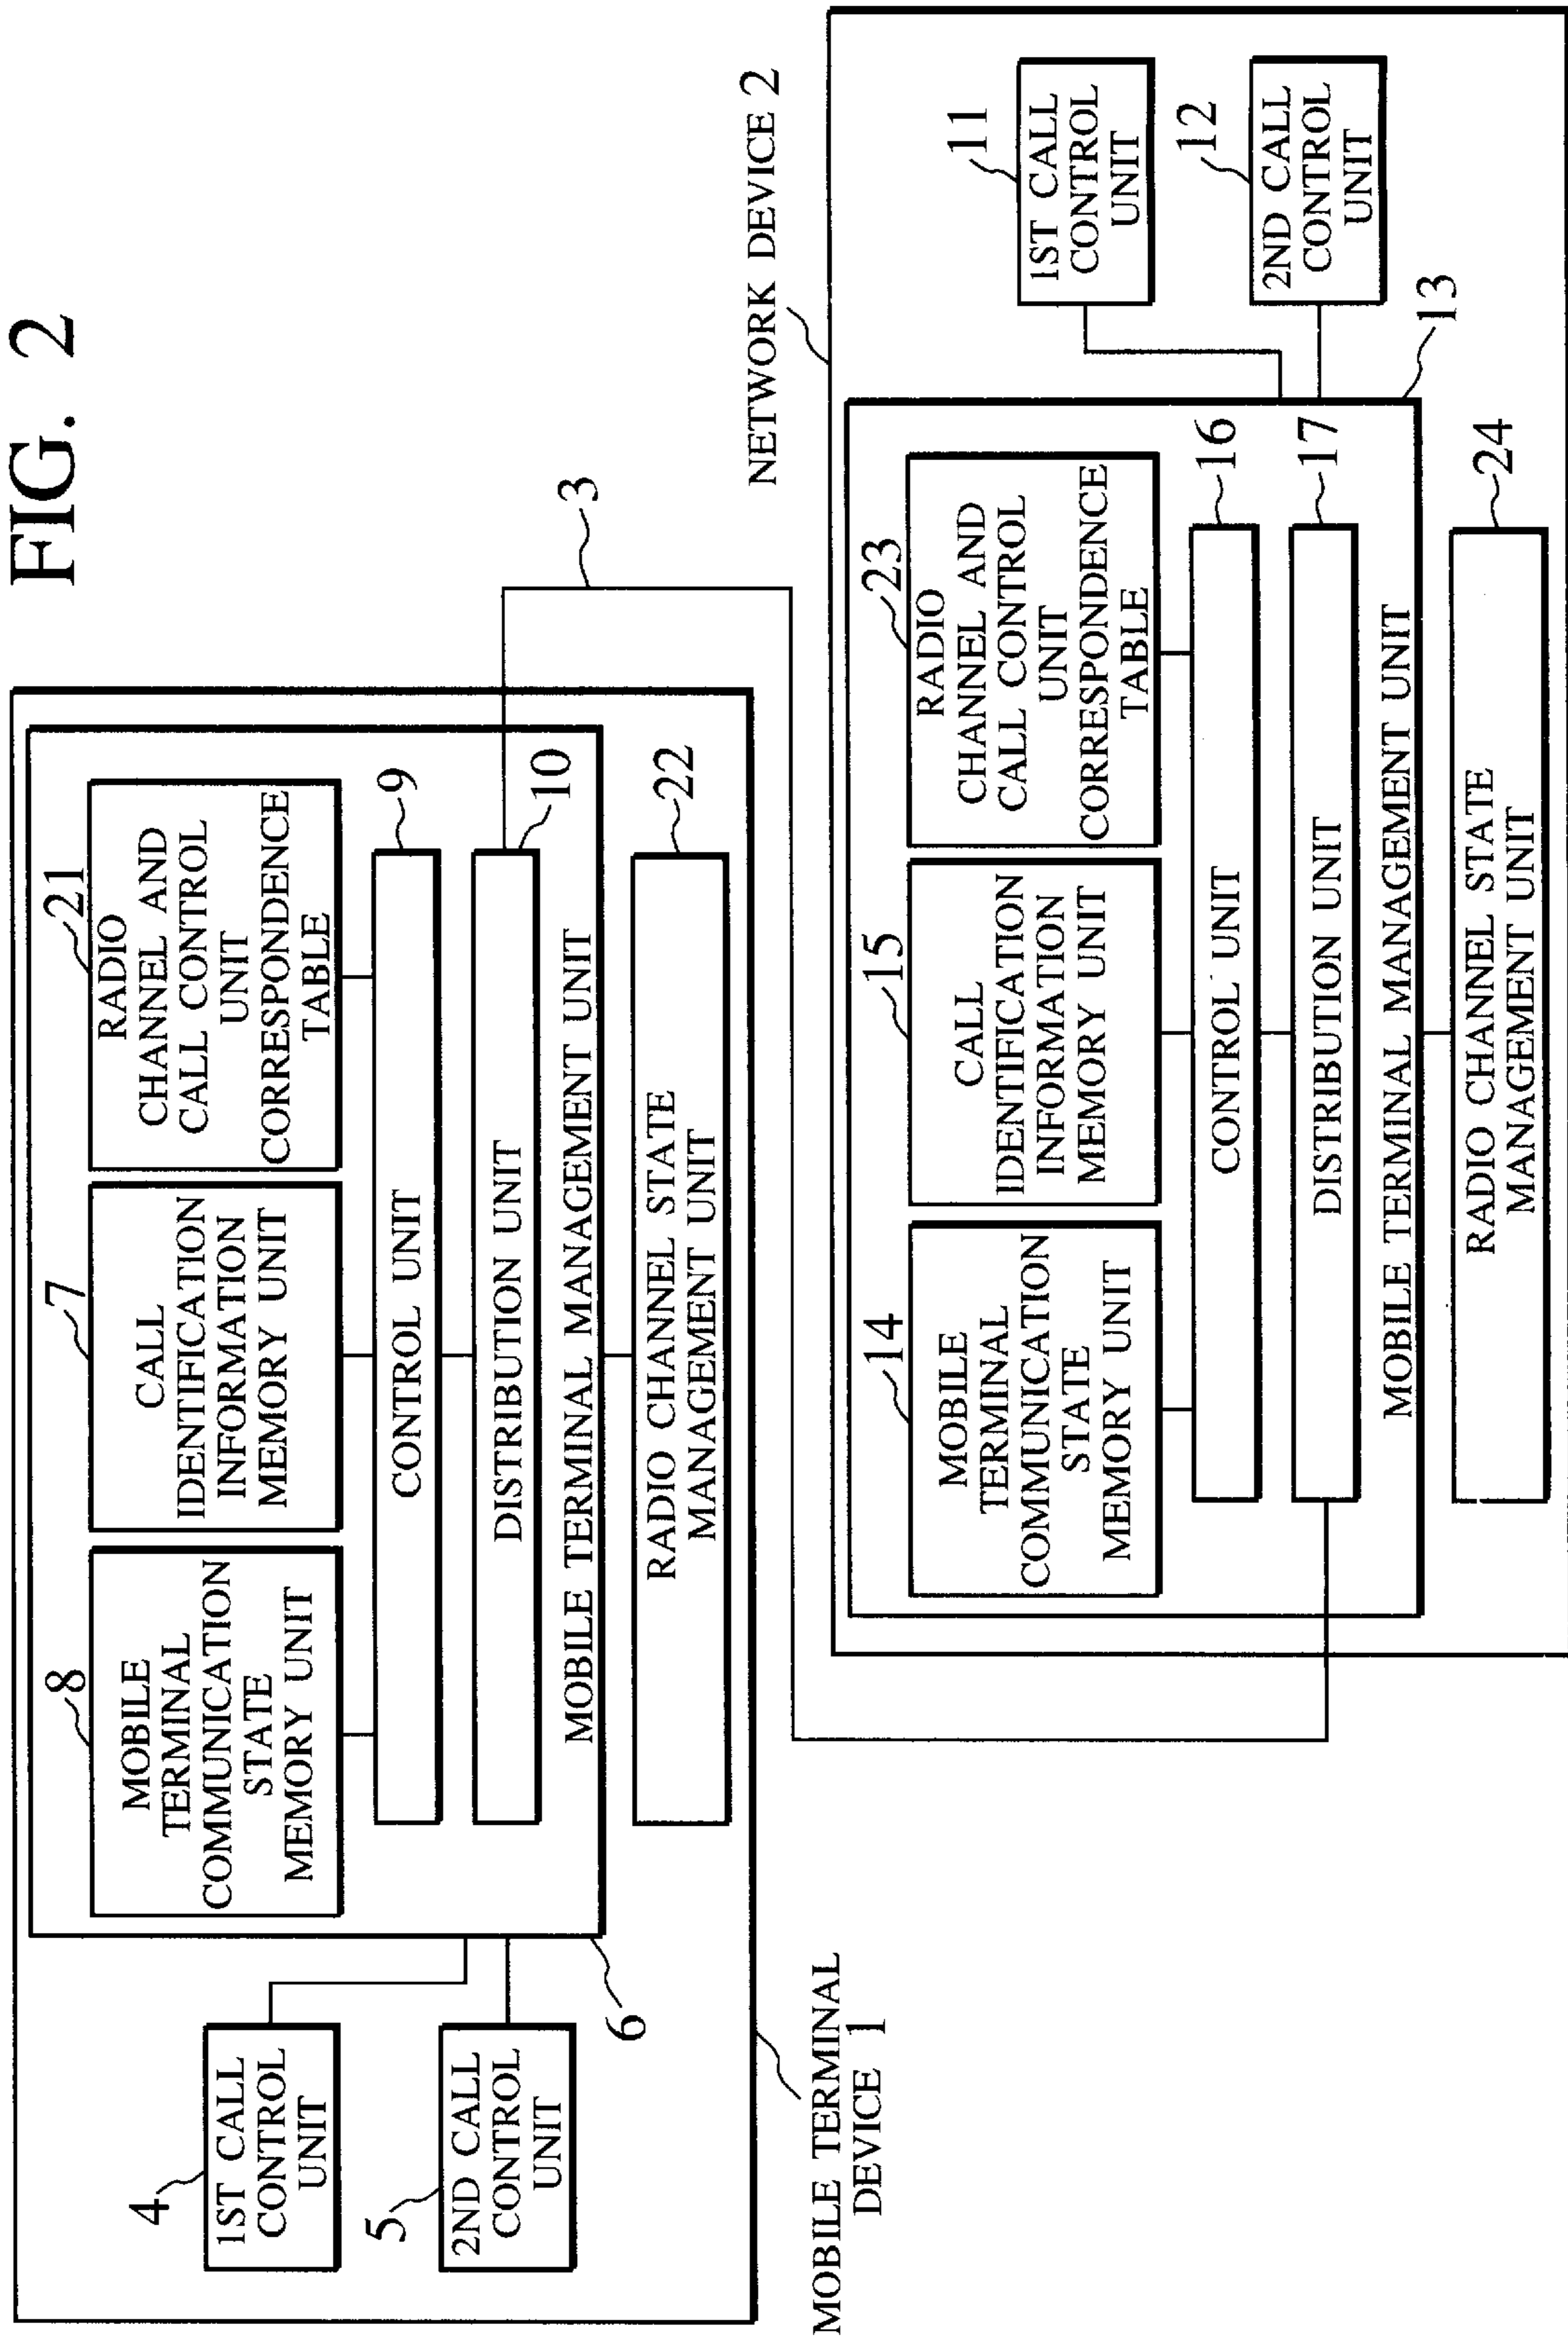 FIG. 2
MOBILE TERMINAL
DEVICE 1
4
1ST CALL
CONTROL
UNIT
5
2ND CALL
CONTROL
UNIT
6
8
MOBILE
TERMINAL
COMMUNICATION
STATE
MEMORY UNIT
7
CALL
IDENTIFICATION
INFORMATION
MEMORY UNIT
21
RADIO
CHANNEL AND
CALL CONTROL
UNIT
CORRESPONDENCE
TABLE
CONTROL UNIT
9
DISTRIBUTION UNIT
10
MOBILE TERMINAL MANAGEMENT UNIT
RADIO CHANNEL STATE
MANAGEMENT UNIT
22
3
NETWORK DEVICE 2
14
MOBILE
TERMINAL
COMMUNICATION
STATE
MEMORY UNIT
15
CALL
IDENTIFICATION
INFORMATION
MEMORY UNIT
23
RADIO
CHANNEL AND
CALL CONTROL
UNIT
CORRESPONDENCE
TABLE
CONTROL UNIT
16
DISTRIBUTION UNIT
17
MOBILE TERMINAL MANAGEMENT UNIT
13
RADIO CHANNEL STATE
MANAGEMENT UNIT
24
11
1ST CALL
CONTROL
UNIT
12
2ND CALL
CONTROL
UNIT